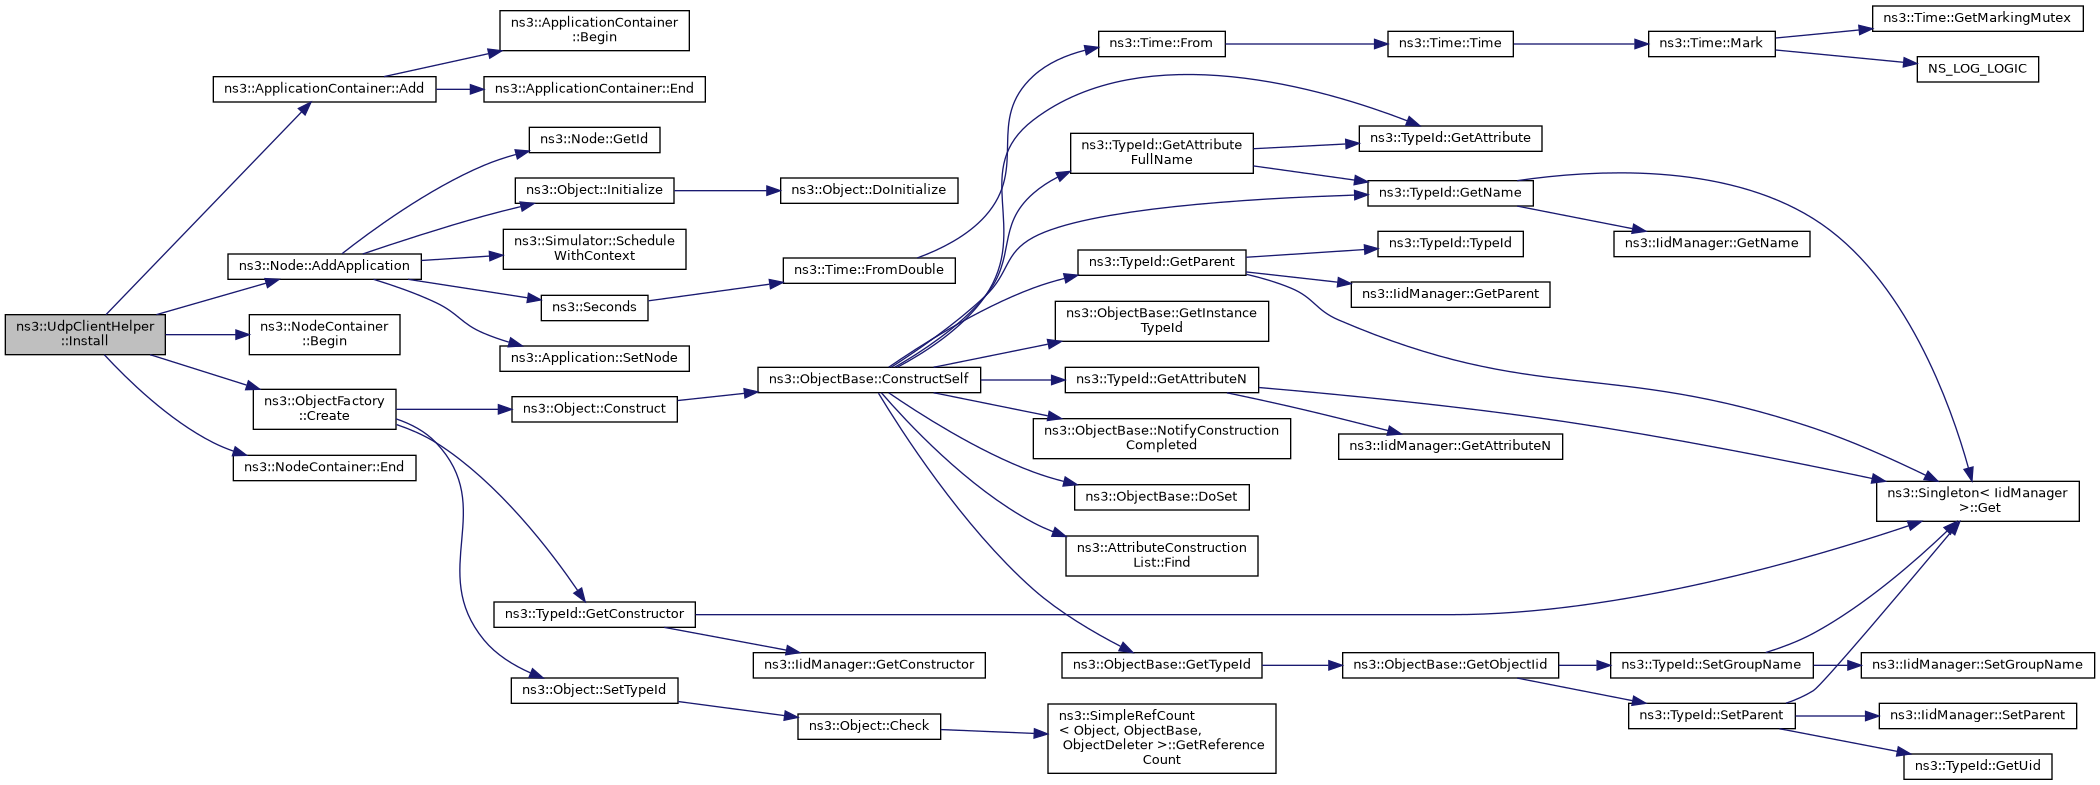 ns3::UdpClientHelper
::Install
ns3::ApplicationContainer::Add
ns3::ApplicationContainer
::Begin
ns3::ApplicationContainer::End
ns3::Node::AddApplication
ns3::Node::GetId
ns3::Object::Initialize
ns3::Object::DoInitialize
ns3::Simulator::Schedule
WithContext
ns3::Seconds
ns3::Time::FromDouble
ns3::Application::SetNode
ns3::NodeContainer
::Begin
ns3::ObjectFactory
::Create
ns3::NodeContainer::End
ns3::Object::Construct
ns3::ObjectBase::ConstructSelf
ns3::TypeId::GetConstructor
ns3::IidManager::GetConstructor
ns3::Object::SetTypeId
ns3::Object::Check
ns3::SimpleRefCount
< Object, ObjectBase,
ObjectDeleter >::GetReference
Count
ns3::Time::From
ns3::Time::Time
ns3::Time::Mark
ns3::Time::GetMarkingMutex
NS_LOG_LOGIC
ns3::TypeId::GetAttribute
FullName
ns3::TypeId::GetAttribute
ns3::TypeId::GetName
ns3::IidManager::GetName
ns3::TypeId::GetParent
ns3::TypeId::TypeId
ns3::IidManager::GetParent
ns3::ObjectBase::GetInstance
TypeId
ns3::TypeId::GetAttributeN
ns3::IidManager::GetAttributeN
ns3::ObjectBase::NotifyConstruction
Completed
ns3::ObjectBase::DoSet
ns3::AttributeConstruction
List::Find
ns3::Singleton< IidManager
>::Get
ns3::ObjectBase::GetTypeId
ns3::ObjectBase::GetObjectIid
ns3::TypeId::SetGroupName
ns3::IidManager::SetGroupName
ns3::TypeId::SetParent
ns3::IidManager::SetParent
ns3::TypeId::GetUid